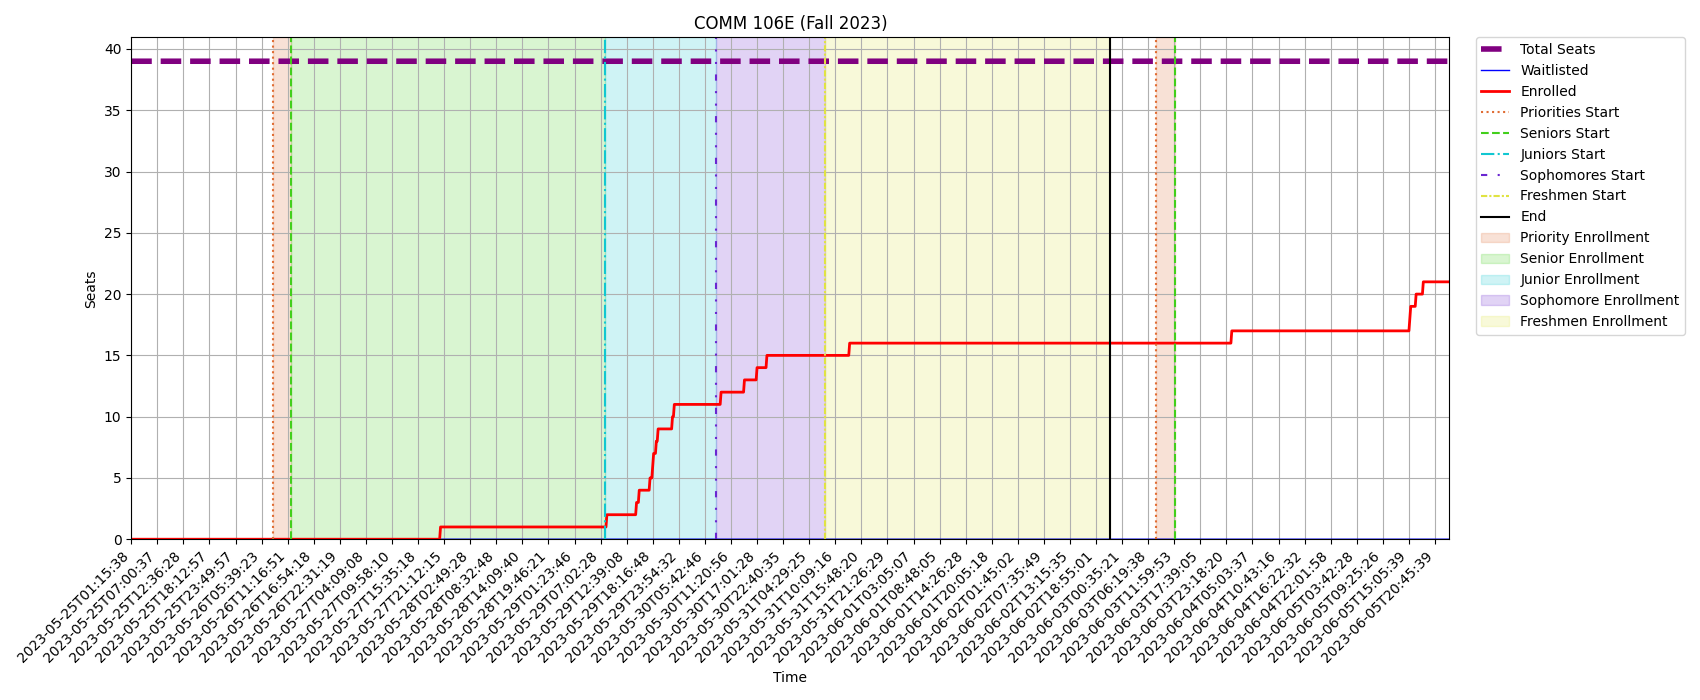 COMM 106E (Fall 2023)
Seats
40
35
30
25
20
15
10
5
0
2023-05-25T01:15:38
2023-05-25T07:00:37
2023-05-25T12:36:28
2023-05-25T18:12:57
2023-05-25T23:49:57
2023-05-26T05:39:23
2023-05-26T11:16:51
2023-05-26T16:54:18
2023-05-26T22:31:19
2023-05-27T04:09:08
2023-05-27T09:58:10
2023-05-27T15:35:18
2023-05-27T21:12:15
2023-05-28T02:49:28
2023-05-28T08:32:48
2023-05-28T14:09:40
2023-05-28T19:46:21
2023-05-29T01:23:46
2023-05-29T07:02:28
2023-05-29T12:39:08
2023-05-29T18:16:48
2023-05-29T23:54:32
2023-05-30T05:42:46
2023-05-30T11:20:56
2023-05-30T17:01:28
2023-05-30T22:40:35
2023-05-31T04:29:25
2023-05-31T10:09:16
2023-05-31T15:48:20
2023-05-31T21:26:29
2023-06-01T03:05:07
2023-06-01T08:48:05
2023-06-01T14:26:28
2023-06-01T20:05:18
2023-06-02T01:45:02
2023-06-02T07:35:49
2023-06-02T13:15:35
2023-06-02T18:55:01
2023-06-03T00:35:21
2023-06-03T06:19:38
2023-06-03T11:59:53
2023-06-03T17:39:05
2023-06-03T23:18:20
2023-06-04T05:03:37
2023-06-04T10:43:16
2023-06-04T16:22:32
2023-06-04T22:01:58
2023-06-05T03:42:28
2023-06-05T09:25:26
2023-06-05T15:05:39
2023-06-05T20:45:39
Time
Total Seats
Waitlisted
Enrolled
Priorities Start
Seniors Start
Juniors Start
Sophomores Start
Freshmen Start
End
Priority Enrollment
Senior Enrollment
Junior Enrollment
Sophomore Enrollment
Freshmen Enrollment